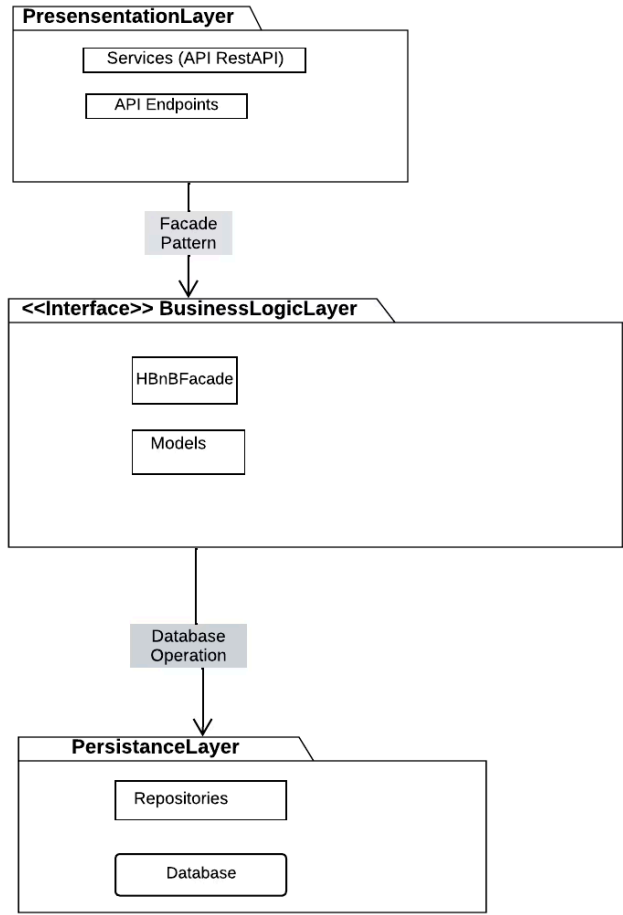 PresensentationLayer
Services (API RestAPI)
API Endpoints
Facade
Pattern
<<Interface>> BusinessLogicLayer
HBnBFacade
Models
Database
Operation
PersistanceLayer
Repositories
Database